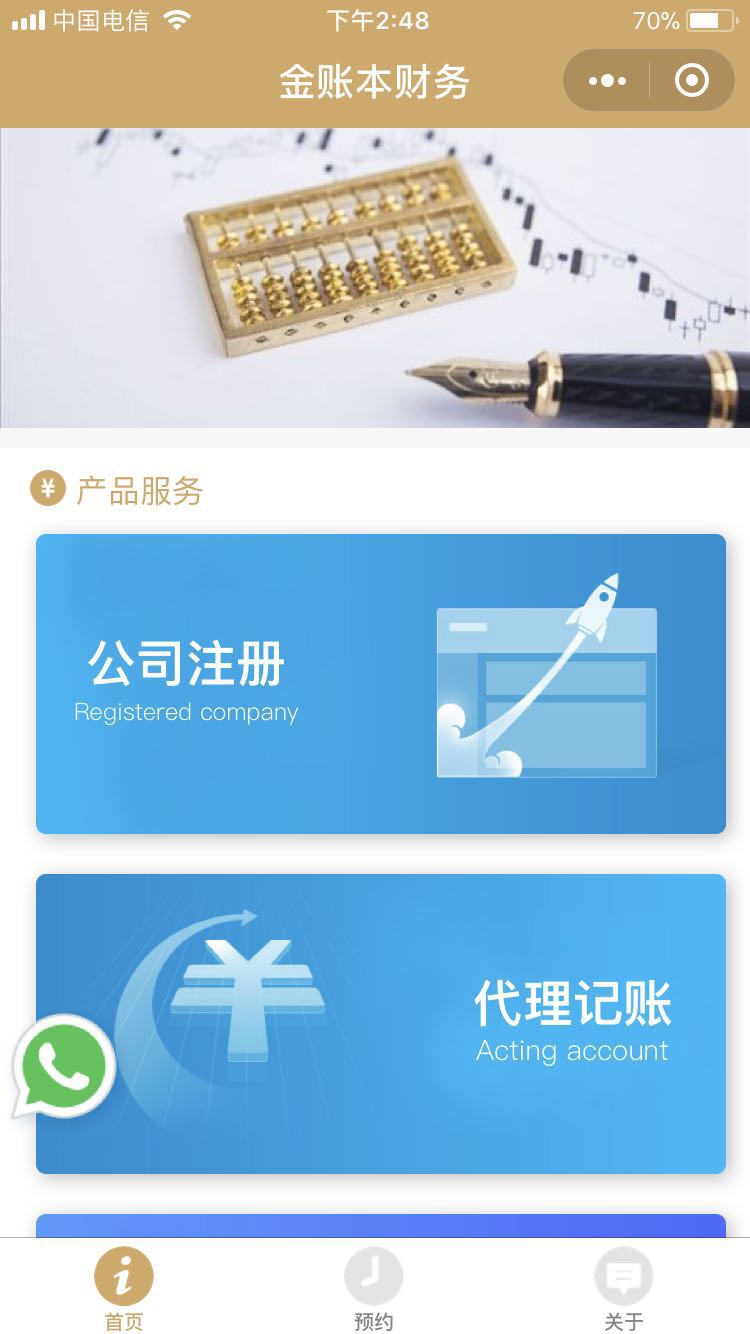 中国电信
下午2:48
70%
金账本财务
产品服务
公司注册
Registered company
代理记账
Acting account
首页
预约
关于